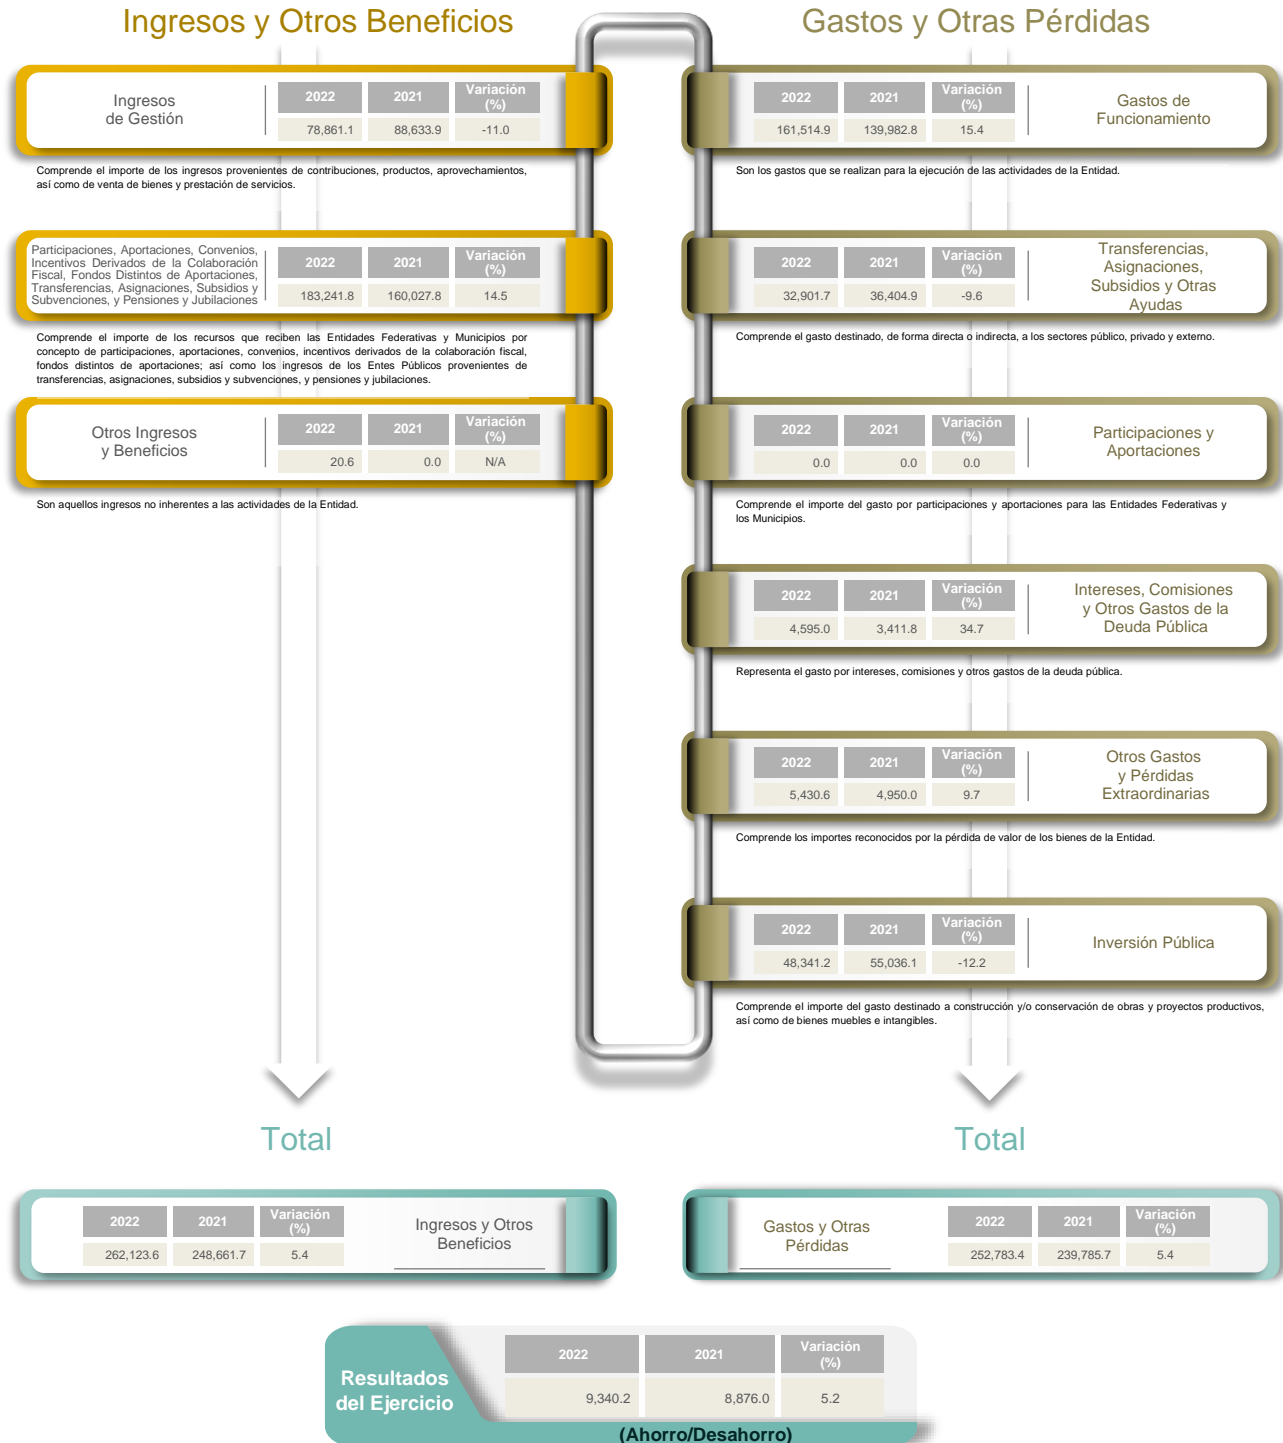 Ingresos y Otros Beneficios
Ingresos
de Gestión
2022 2021 Variación
(%)
78,861.1 88,633.9 -11.0
Comprende el importe de los ingresos provenientes de contribuciones, productos, aprovechamientos,
así como de venta de bienes y prestación de servicios.
Participaciones, Aportaciones, Convenios,
Incentivos Derivados de la Colaboración
Fiscal, Fondos Distintos de Aportaciones,
Transferencias, Asignaciones, Subsidios y
Subvenciones, y Pensiones y Jubilaciones
2022 2021 Variación
(%)
183,241.8 160,027.8 14.5
Comprende el importe de los recursos que reciben las Entidades Federativas y Municipios por
concepto de participaciones, aportaciones, convenios, incentivos derivados de la colaboración fiscal,
fondos distintos de aportaciones; así como los ingresos de los Entes Públicos provenientes de
transferencias, asignaciones, subsidios y subvenciones, y pensiones y jubilaciones.
Otros Ingresos
y Beneficios
2022 2021 Variación
(%)
20.6 0.0 N/A
Son aquellos ingresos no inherentes a las actividades de la Entidad.
Gastos y Otras Pérdidas
2022 2021 Variación
(%)
161,514.9 139,982.8 15.4
Gastos de
Funcionamiento
Son los gastos que se realizan para la ejecución de las actividades de la Entidad.
2022 2021 Variación
(%)
32,901.7 36,404.9 -9.6
Transferencias,
Asignaciones,
Subsidios y Otras
Ayudas
Comprende el gasto destinado, de forma directa o indirecta, a los sectores público, privado y externo.
2022 2021 Variación
(%)
0.0 0.0 0.0
Participaciones y
Aportaciones
Comprende el importe del gasto por participaciones y aportaciones para las Entidades Federativas y
los Municipios.
2022 2021 Variación
(%)
4,595.0 3,411.8 34.7
Intereses, Comisiones
y Otros Gastos de la
Deuda Pública
Representa el gasto por intereses, comisiones y otros gastos de la deuda pública.
2022 2021 Variación
(%)
5,430.6 4,950.0 9.7
Otros Gastos
y Pérdidas
Extraordinarias
Comprende los importes reconocidos por la pérdida de valor de los bienes de la Entidad.
2022 2021 Variación
(%)
48,341.2 55,036.1 -12.2
Inversión Pública
Comprende el importe del gasto destinado a construcción y/o conservación de obras y proyectos productivos,
así como de bienes muebles e intangibles.
Total
2022 2021 Variación
(%)
262,123.6 248,661.7 5.4
Ingresos y Otros
Beneficios
Total
Gastos y Otras
Pérdidas
2022 2021 Variación
(%)
252,783.4 239,785.7 5.4
Resultados
del Ejercicio
2022 2021 Variación
(%)
9,340.2 8,876.0 5.2
(Ahorro/Desahorro)